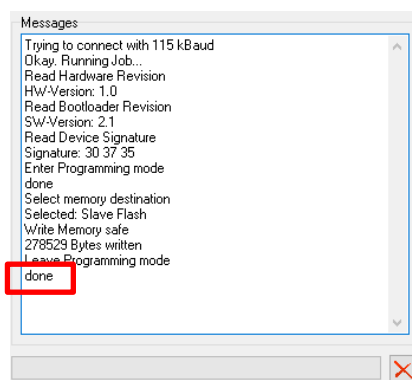 Messages
Trying to connect with 115 kBaud
Okay. Running Job...
Read Hardware Revision
HW-Version: 1.0
Read Bootloader Revision
SW-Version: 2.1
Read Device Signature
Signature: 30 37 35
Enter Programming mode
done
Select memory destination
Selected: Slave Flash
Write Memory safe
278529 Bytes written
Leave Programming mode
done